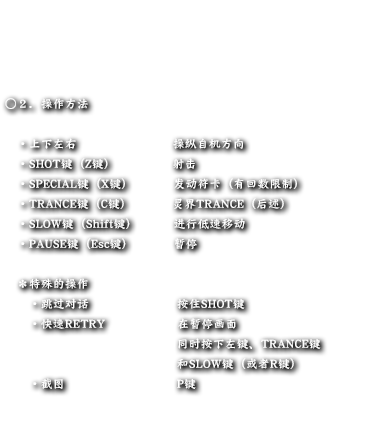 ○２．操作方法
・上下左右 操纵自机方向
・SHOT键（Z键） 射击
・SPECIAL键（X键） 发动符卡（有回数限制）
・TRANCE键（C键） 灵界TRANCE（后述）
・SLOW键（Shift键） 进行低速移动
・PAUSE键（Esc键） 暂停
＊特殊的操作
・跳过对话 按住SHOT键
・快速RETRY 在暂停画面
同时按下左键、TRANCE键
和SLOW键（或者R键）
・截图 P键